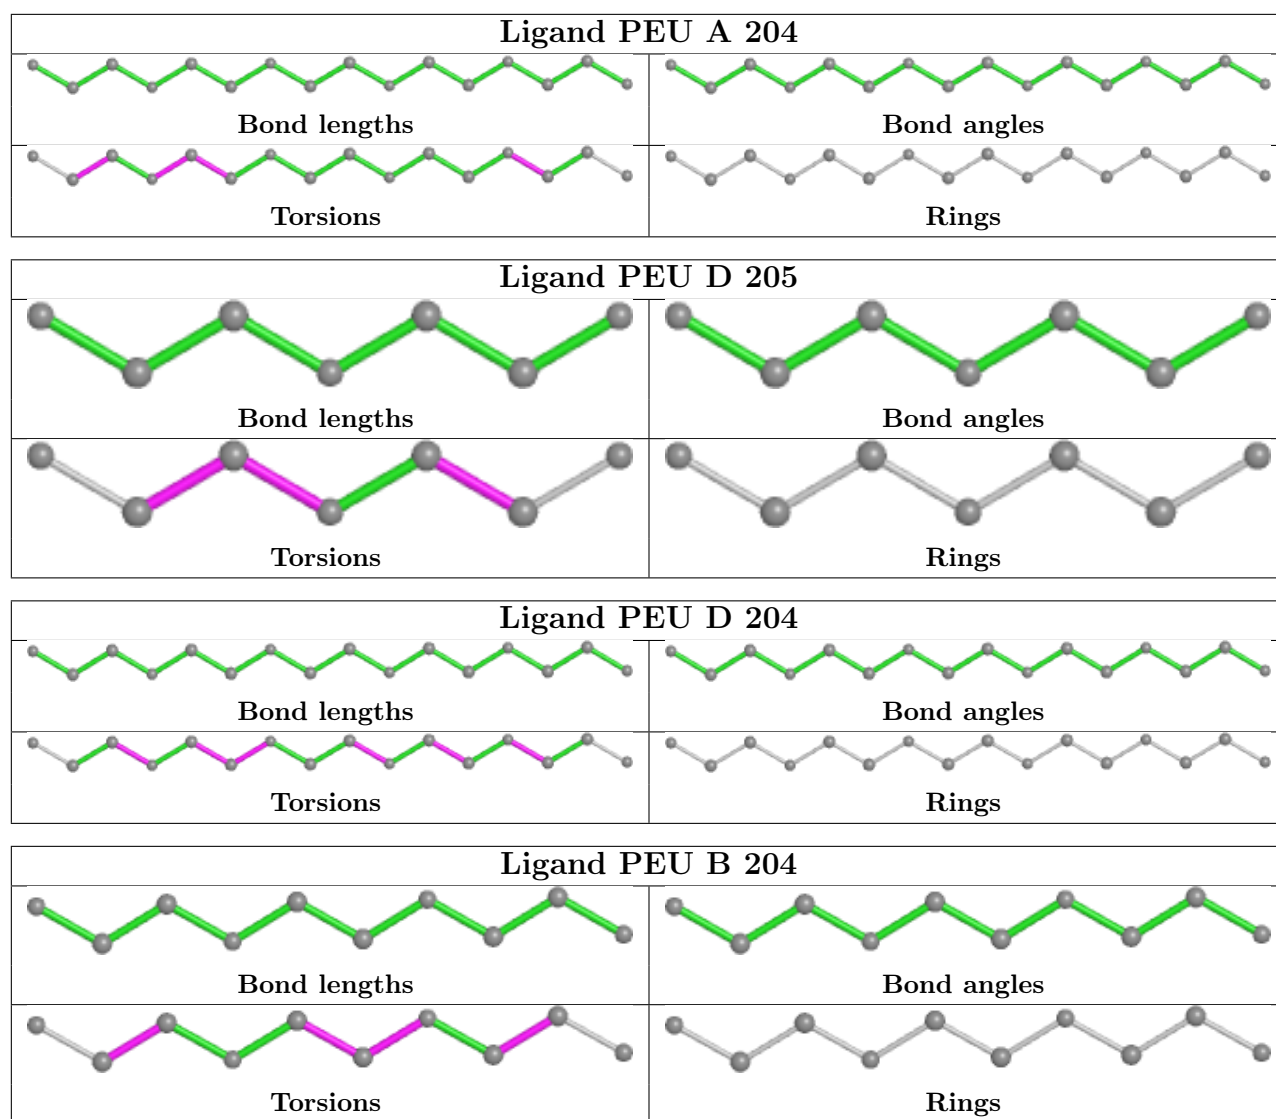 Ligand PEU A 204
Bond lengths Bond angles
Torsions Rings
Ligand PEU D 205
Bond lengths Bond angles
Torsions Rings
Ligand PEU D 204
Bond lengths Bond angles
Torsions Rings
Ligand PEU B 204
Bond lengths Bond angles
Torsions Rings